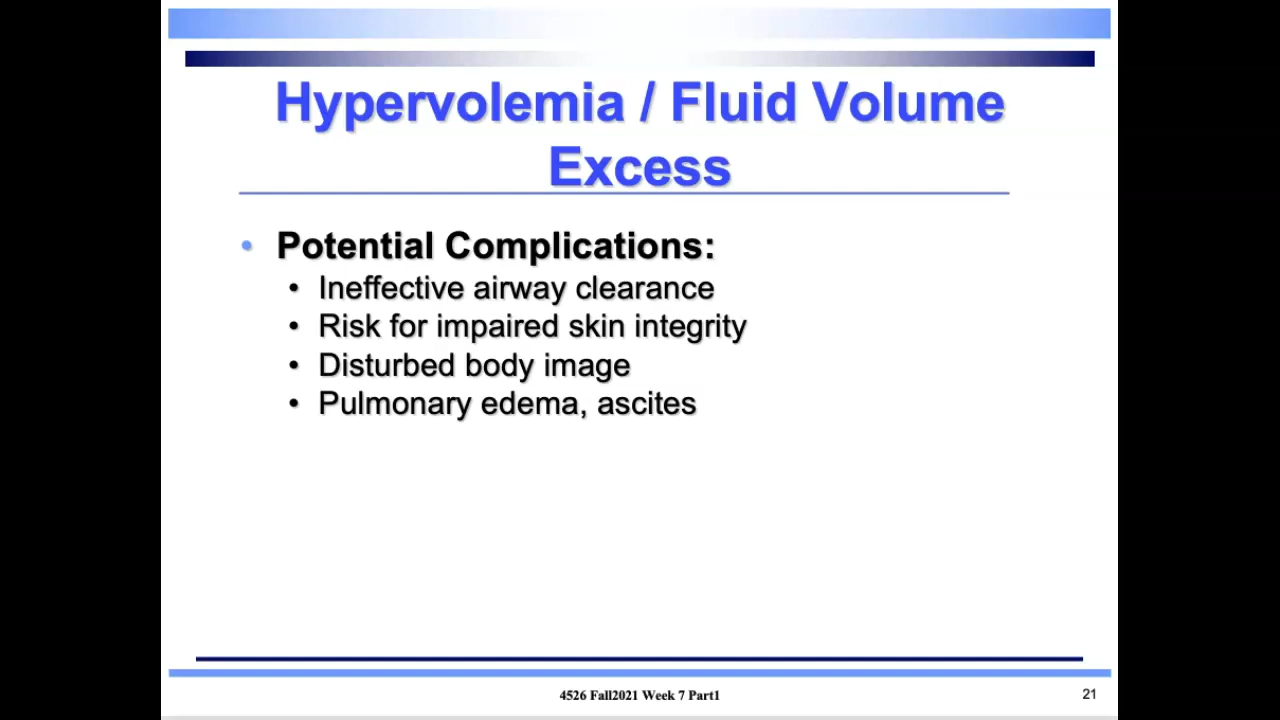 Hypervolemia / Fluid Volume
Excess
• Potential Complications:
• Ineffective airway clearance
• Risk for impaired skin integrity
• Disturbed body image
• Pulmonary edema, ascites
4526 Fall2021 Week 7 Part1
21